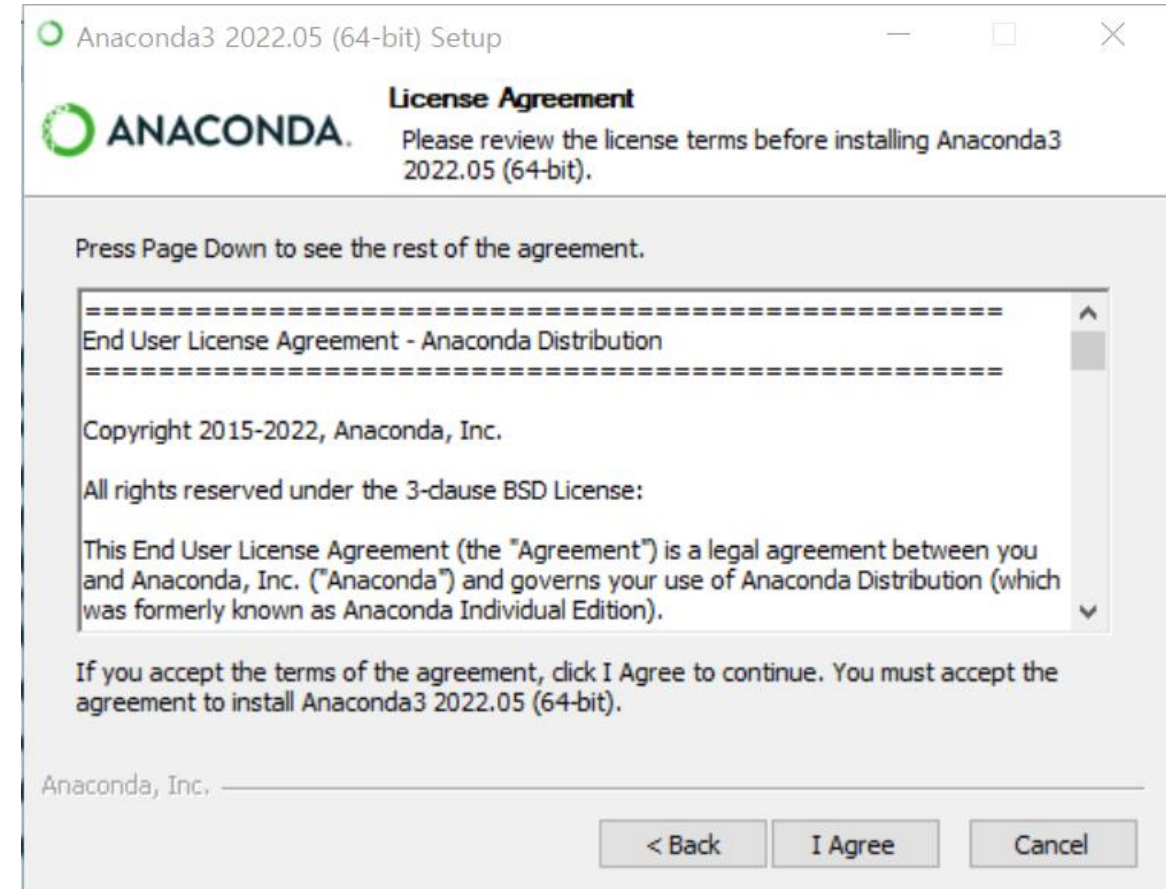 Anaconda3 2022.05 (64-bit) Setup
ANACONDA.
License Agreement
Please review the license terms before installing Anaconda3
2022.05 (64-bit).
Press Page Down to see the rest of the agreement.
==================================================
End User License Agreement - Anaconda Distribution
==================================================
Copyright 2015-2022, Anaconda, Inc.
All rights reserved under the 3-clause BSD License:
This End User License Agreement (the "Agreement") is a legal agreement between you
and Anaconda, Inc. ("Anaconda") and governs your use of Anaconda Distribution (which
was formerly known as Anaconda Individual Edition).
If you accept the terms of the agreement, click I Agree to continue. You must accept the
agreement to install Anaconda3 2022.05 (64-bit).
Anaconda, Inc.
< Back
I Agree
Cancel